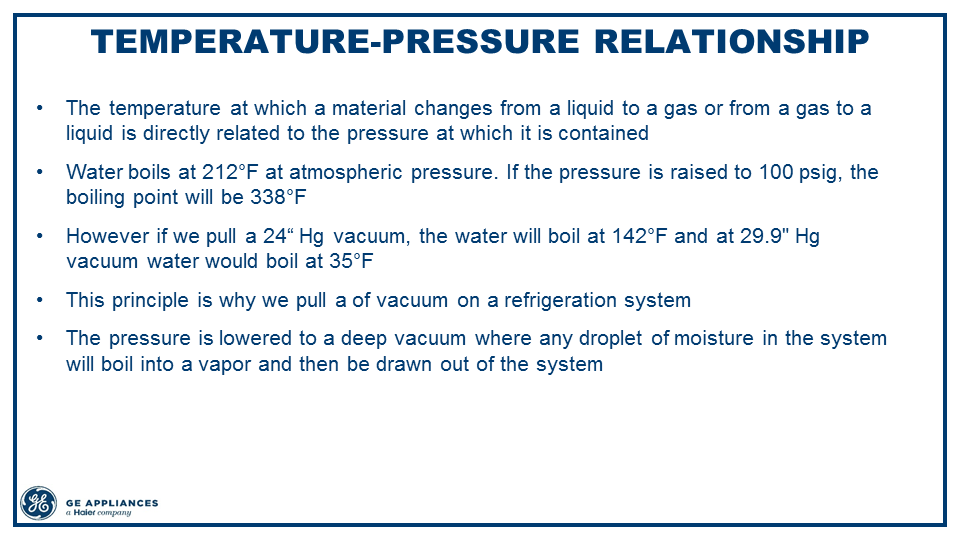 TEMPERATURE-PRESSURE RELATIONSHIP
• The temperature at which a material changes from a liquid to a gas or from a gas to a
liquid is directly related to the pressure at which it is contained
• Water boils at 212°F at atmospheric pressure. If the pressure is raised to 100 psig, the
boiling point will be 338°F
• However if we pull a 24“ Hg vacuum, the water will boil at 142°F and at 29.9" Hg
vacuum water would boil at 35°F
• This principle is why we pull a of vacuum on a refrigeration system
• The pressure is lowered to a deep vacuum where any droplet of moisture in the system
will boil into a vapor and then be drawn out of the system
GE APPLIANCES
a Haier company